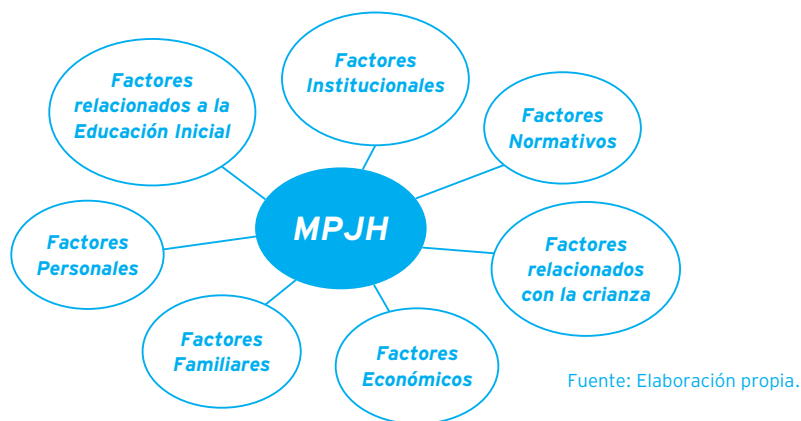 Factores
Institucionales
Factores
relacionados a la
Educación Inicial
Factores
Normativos
MPJH
Factores
Personales
Factores
relacionados
con la crianza
Factores
Familiares
Factores
Económicos
Fuente: Elaboración propia.